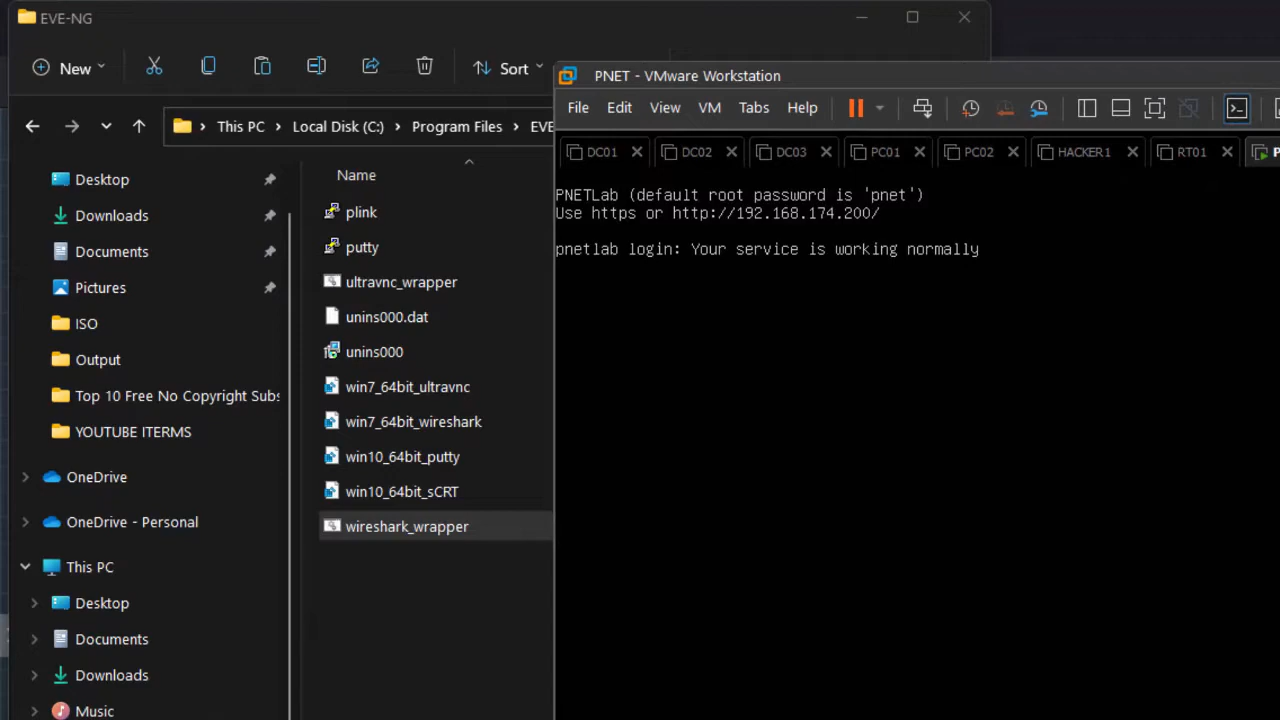 EVE-NG
New
Sort
This PC > Local Disk (C:) > Program Files > EVE
Desktop
Downloads
Documents
Pictures
ISO
Output
Top 10 Free No Copyright Subs
YOUTUBE ITERMS
OneDrive
OneDrive - Personal
This PC
Desktop
Documents
Downloads
Music
Name
plink
putty
ultravnc_wrapper
unins000.dat
unins000
win7_64bit_ultravnc
win7_64bit_wireshark
win10_64bit_putty
win10_64bit_sCRT
wireshark_wrapper
PNET - VMware Workstation
File Edit View VM Tabs Help
DC01 DC02 DC03 PC01 PC02 HACKER1 RT01 P
PNETLab (default root password is 'pnet')
Use https or http://192.168.174.200/
pnetlab login: Your service is working normally